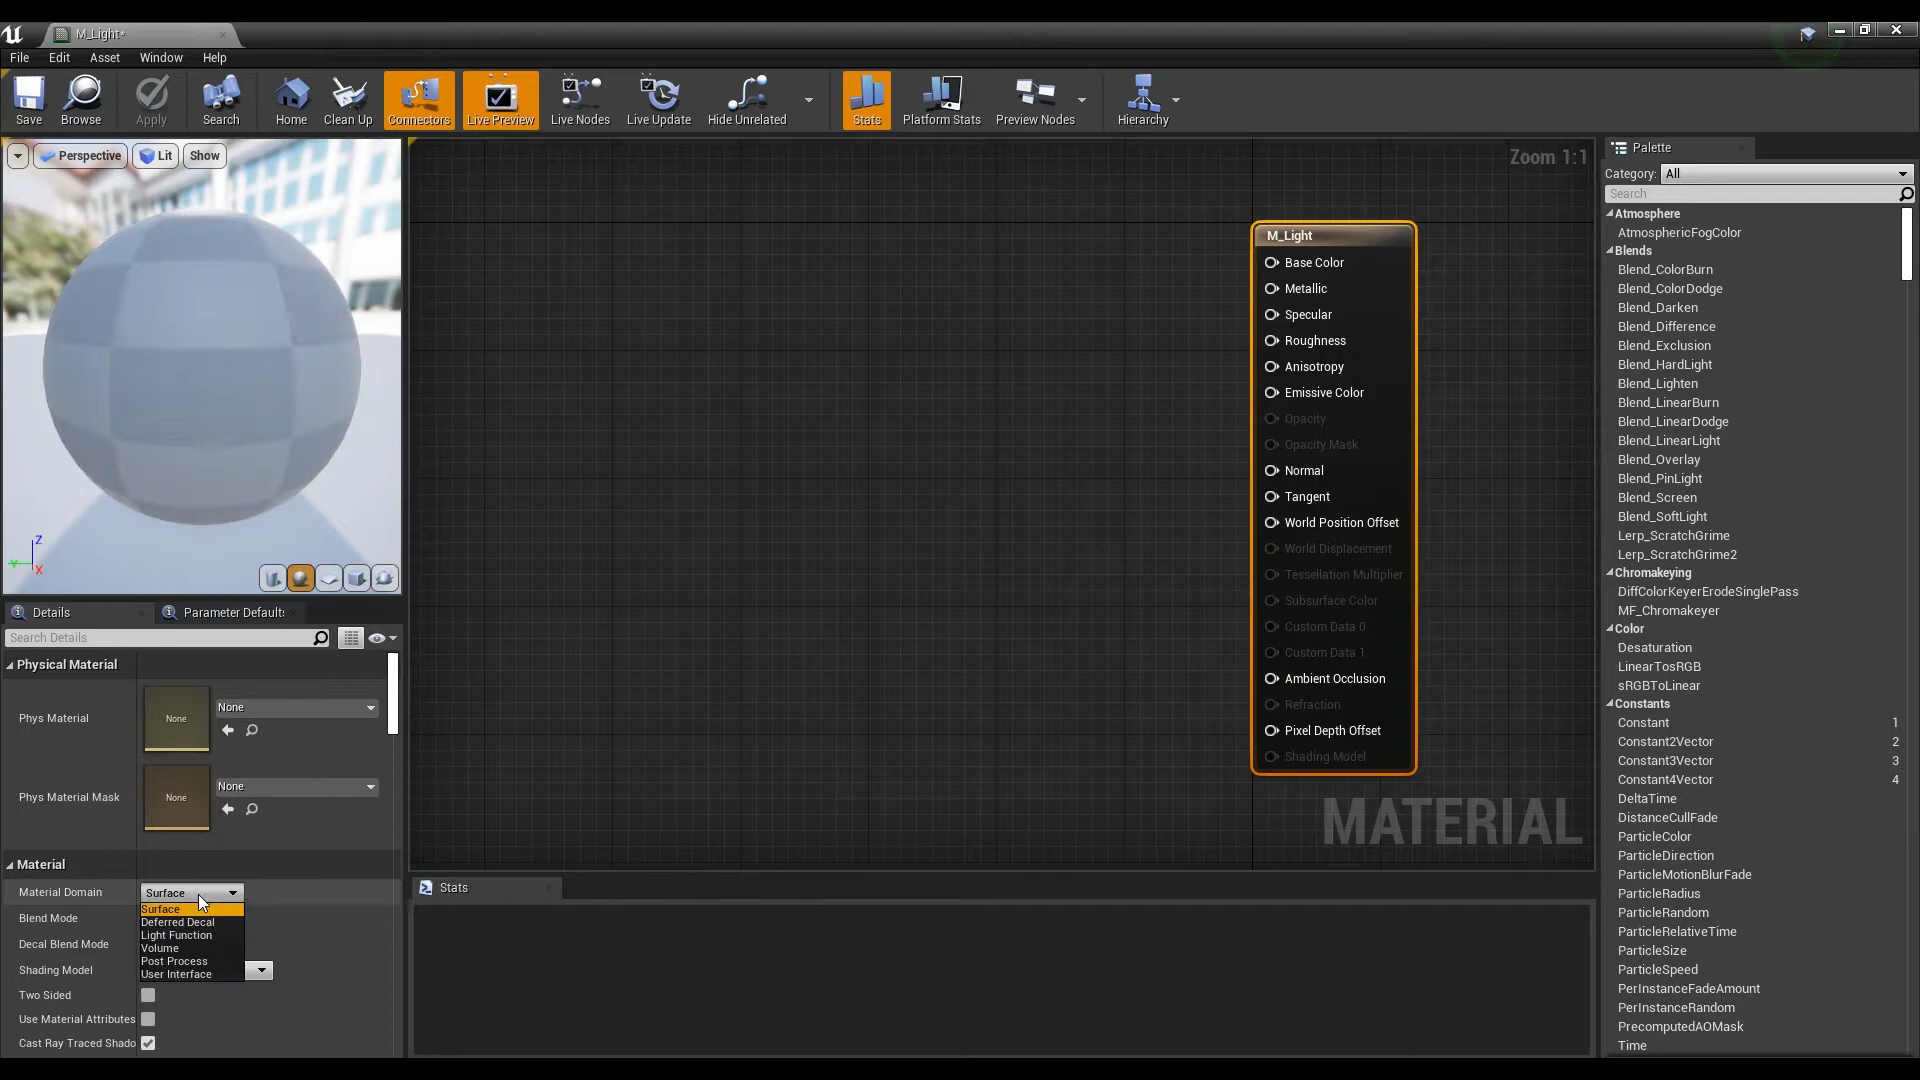 M_Light*
File Edit Asset Window Help
Save Browse Apply Search Home Clean Up Connectors Live Preview Live Nodes Live Update Hide Unrelated Stats Platform Stats Preview Nodes Hierarchy
Perspective Lit Show
Zoom 1:1
Z
Y
X
M_Light
Base Color
Metallic
Specular
Roughness
Anisotropy
Emissive Color
Opacity
Opacity Mask
Normal
Tangent
World Position Offset
World Displacement
Tessellation Multiplier
Subsurface Color
Custom Data 0
Custom Data 1
Ambient Occlusion
Refraction
Pixel Depth Offset
Shading Model
MATERIAL
Details Parameter Default
Search Details
Physical Material
Phys Material None None
Phys Material Mask None None
Material
Material Domain Surface
Surface
Deferred Decal
Light Function
Volume
Post Process
User Interface
Blend Mode
Decal Blend Mode
Shading Model
Two Sided
Use Material Attributes
Cast Ray Traced Shado
Stats
Palette
Category: All
Search
Atmosphere
AtmosphericFogColor
Blends
Blend_ColorBurn
Blend_ColorDodge
Blend_Darken
Blend_Difference
Blend_Exclusion
Blend_HardLight
Blend_Lighten
Blend_LinearBurn
Blend_LinearDodge
Blend_LinearLight
Blend_Overlay
Blend_PinLight
Blend_Screen
Blend_SoftLight
Lerp_ScratchGrime
Lerp_ScratchGrime2
Chromakeying
DiffColorKeyerErodeSinglePass
MF_Chromakeyer
Color
Desaturation
LinearTosRGB
sRGBToLinear
Constants
Constant 1
Constant2Vector 2
Constant3Vector 3
Constant4Vector 4
DeltaTime
DistanceCullFade
ParticleColor
ParticleDirection
ParticleMotionBlurFade
ParticleRadius
ParticleRandom
ParticleRelativeTime
ParticleSize
ParticleSpeed
PerInstanceFadeAmount
PerInstanceRandom
PrecomputedAOMask
Time